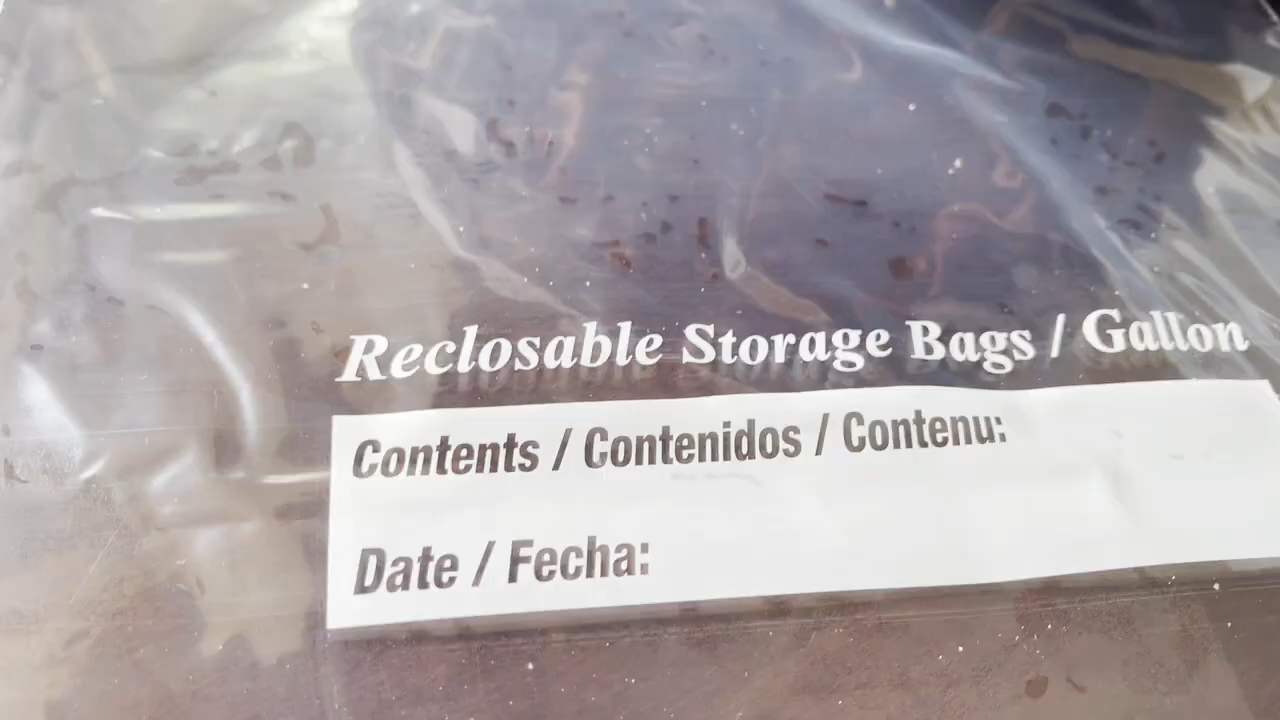 Reclosable Storage Bags / Gallon
Contents / Contenidos / Contenu:
Date / Fecha: